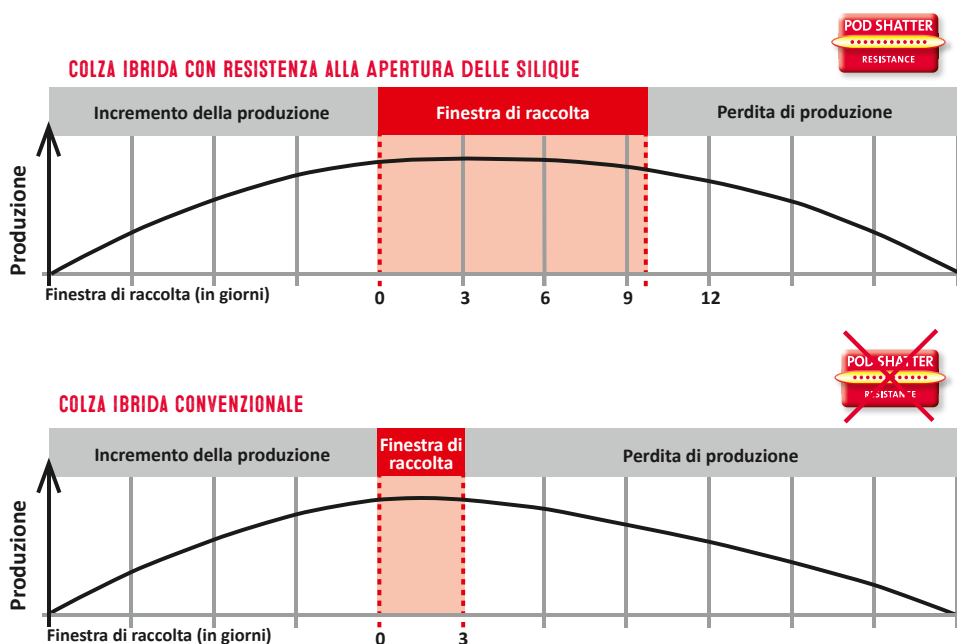 POD SHATTER
RESISTANCE
COLZA IBRIDA CON RESISTENZA ALLA APERTURA DELLE SILIQUE
Incremento della produzione
Finestra di raccolta
Perdita di produzione
Produzione
Finestra di raccolta (in giorni)
0 3 6 9 12
POD SHATTER
RESISTANCE
COLZA IBRIDA CONVENZIONALE
Incremento della produzione
Finestra di
raccolta
Perdita di produzione
Produzione
Finestra di raccolta (in giorni)
0 3